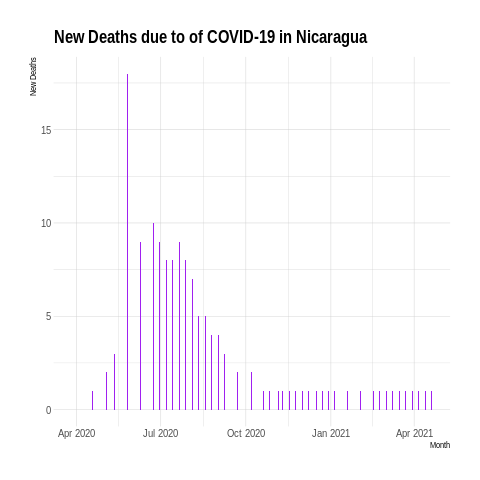 New Deaths due to of COVID-19 in Nicaragua
New Deaths
15
10
5
0
Apr 2020 Jul 2020 Oct 2020 Jan 2021 Apr 2021
Month